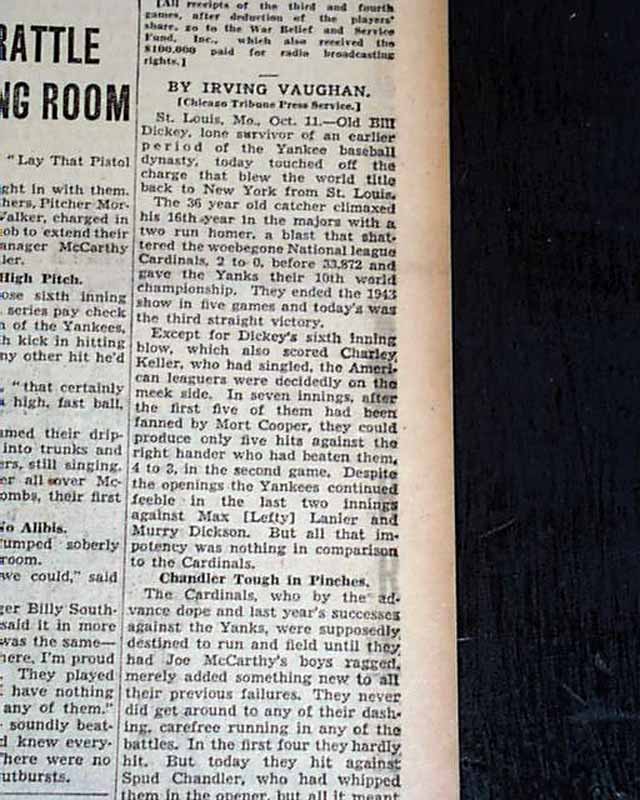 RATTLE
NG ROOM
"Lay That Pistol
ght in with them.
hers, Pitcher Mor-
Walker, charged in
ob to extend their
anager McCarthy
ler.
High Pitch.
ose sixth inning
series pay check
n of the Yankees,
h kick in hitting
ny other hit he'd
"that certainly
a high, fast ball,
amed their drip-
into trunks and
ers, still singing.
er all over Mc-
ombs, their first
No Alibis.
rumped soberly
room.
we could," said
ger Billy South-
said it in more
was the same—
here, I'm proud
They played
I have nothing
any of them."
soundly beat-
d knew every-
There were no
utbursts.
[All receipts of the third and fourth
games, after deduction of the players'
share, go to the War Relief and Service
Fund, Inc., which also received the
$100,000 paid for radio broadcasting
rights.]
BY IRVING VAUGHAN.
[Chicago Tribune Press Service.]
St. Louis, Mo., Oct. 11.—Old Bill
Dickey, lone survivor of an earlier
period of the Yankee baseball
dynasty, today touched off the
charge that blew the world title
back to New York from St. Louis.
The 36 year old catcher climaxed
his 16th year in the majors with a
two run homer, a blast that shat-
tered the woebegone National league
Cardinals, 2 to 0, before 33,872 and
gave the Yanks their 10th world
championship. They ended the 1943
show in five games and today's was
the third straight victory.
Except for Dickey's sixth inning
blow, which also scored Charley
Keller, who had singled, the Ameri-
can leaguers were decidedly on the
meek side. In seven innings, after
the first five of them had been
fanned by Mort Cooper, they could
produce only five hits against the
right hander who had beaten them,
4 to 3, in the second game. Despite
the openings the Yankees continued
feeble in the last two innings
against Max [Lefty] Lanier and
Murry Dickson. But all that im-
potency was nothing in comparison
to the Cardinals.
Chandler Tough in Pinches.
The Cardinals, who by the ad-
vance dope and last year's successes
against the Yanks, were supposedly
destined to run and field until they
had Joe McCarthy's boys ragged,
merely added something new to all
their previous failures. They never
did get around to any of their dash-
ing, carefree running in any of the
battles. In the first four they hardly
hit. But today they hit against
Spud Chandler, who had whipped
them in the opener, but all it meant